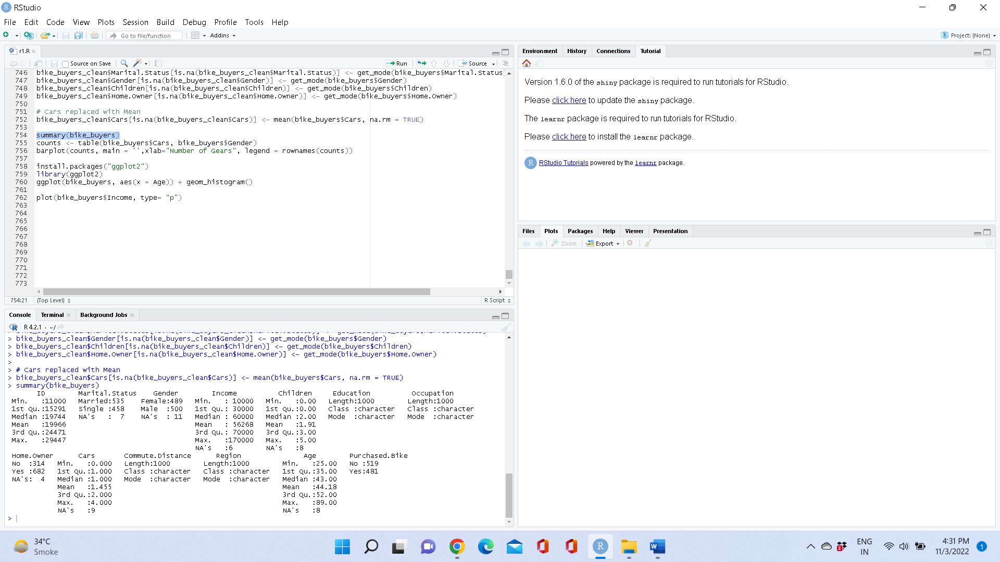 RStudio
File Edit Code View Plots Session Build Debug Profile Tools Help
Go to file/function Addins Project: (None)
r1.R
Source on Save Run Source
746 bike_buyers_clean$Marital.Status[is.na(bike_buyers_clean$Marital.Status)] <- get_mode(bike_buyers$Marital.Status)
747 bike_buyers_clean$Gender[is.na(bike_buyers_clean$Gender)] <- get_mode(bike_buyers$Gender)
748 bike_buyers_clean$Children[is.na(bike_buyers_clean$Children)] <- get_mode(bike_buyers$Children)
749 bike_buyers_clean$Home.Owner[is.na(bike_buyers_clean$Home.Owner)] <- get_mode(bike_buyers$Home.Owner)
750
751 # Cars replaced with Mean
752 bike_buyers_clean$Cars[is.na(bike_buyers_clean$Cars)] <- mean(bike_buyers$Cars, na.rm = TRUE)
753
754 summary(bike_buyers)
755 counts <- table(bike_buyers$Cars, bike_buyers$Gender)
756 barplot(counts, main = '',xlab="Number of Gears", legend = rownames(counts))
757
758 install.packages("ggplot2")
759 library(ggplot2)
760 ggplot(bike_buyers, aes(x = Age)) + geom_histogram()
761
762 plot(bike_buyers$Income, type= "p")
763
764
765
766
767
768
769
770
771
772
773
754:21 (Top Level) R Script
Console Terminal Background Jobs
R 4.2.1 · ~/
> bike_buyers_clean$Gender[is.na(bike_buyers_clean$Gender)] <- get_mode(bike_buyers$Gender)
> bike_buyers_clean$Children[is.na(bike_buyers_clean$Children)] <- get_mode(bike_buyers$Children)
> bike_buyers_clean$Home.Owner[is.na(bike_buyers_clean$Home.Owner)] <- get_mode(bike_buyers$Home.Owner)
>
> # Cars replaced with Mean
> bike_buyers_clean$Cars[is.na(bike_buyers_clean$Cars)] <- mean(bike_buyers$Cars, na.rm = TRUE)
> summary(bike_buyers)
ID Marital.Status Gender Income Children Education Occupation
Min. :11000 Married:535 Female:489 Min. : 10000 Min. :0.00 Length:1000 Length:1000
1st Qu.:15291 Single :458 Male :500 1st Qu.: 30000 1st Qu.:0.00 Class :character Class :character
Median :19744 NA's : 7 NA's : 11 Median : 60000 Median :2.00 Mode :character Mode :character
Mean :19966 Mean : 56268 Mean :1.91
3rd Qu.:24471 3rd Qu.: 70000 3rd Qu.:3.00
Max. :29447 Max. :170000 Max. :5.00
NA's :6 NA's :8
Home.Owner Cars Commute.Distance Region Age Purchased.Bike
No :314 Min. :0.000 Length:1000 Length:1000 Min. :25.00 No :519
Yes :682 1st Qu.:1.000 Class :character Class :character 1st Qu.:35.00 Yes:481
NA's: 4 Median :1.000 Mode :character Mode :character Median :43.00
Mean :1.455 Mean :44.18
3rd Qu.:2.000 3rd Qu.:52.00
Max. :4.000 Max. :89.00
NA's :9 NA's :8
>
Environment History Connections Tutorial
Version 1.6.0 of the shiny package is required to run tutorials for RStudio.
Please click here to update the shiny package.
The learnr package is required to run tutorials for RStudio.
Please click here to install the learnr package.
RStudio Tutorials powered by the learnr package.
Files Plots Packages Help Viewer Presentation
Zoom Export
34°C
Smoke
ENG
IN
4:31 PM
11/3/2022
1